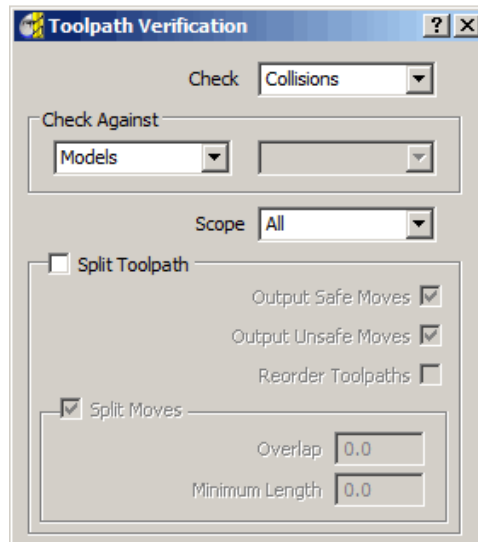 Toolpath Verification ? X
Check Collisions
Check Against
Models
Scope All
Split Toolpath
Output Safe Moves
Output Unsafe Moves
Reorder Toolpaths
Split Moves
Overlap 0.0
Minimum Length 0.0